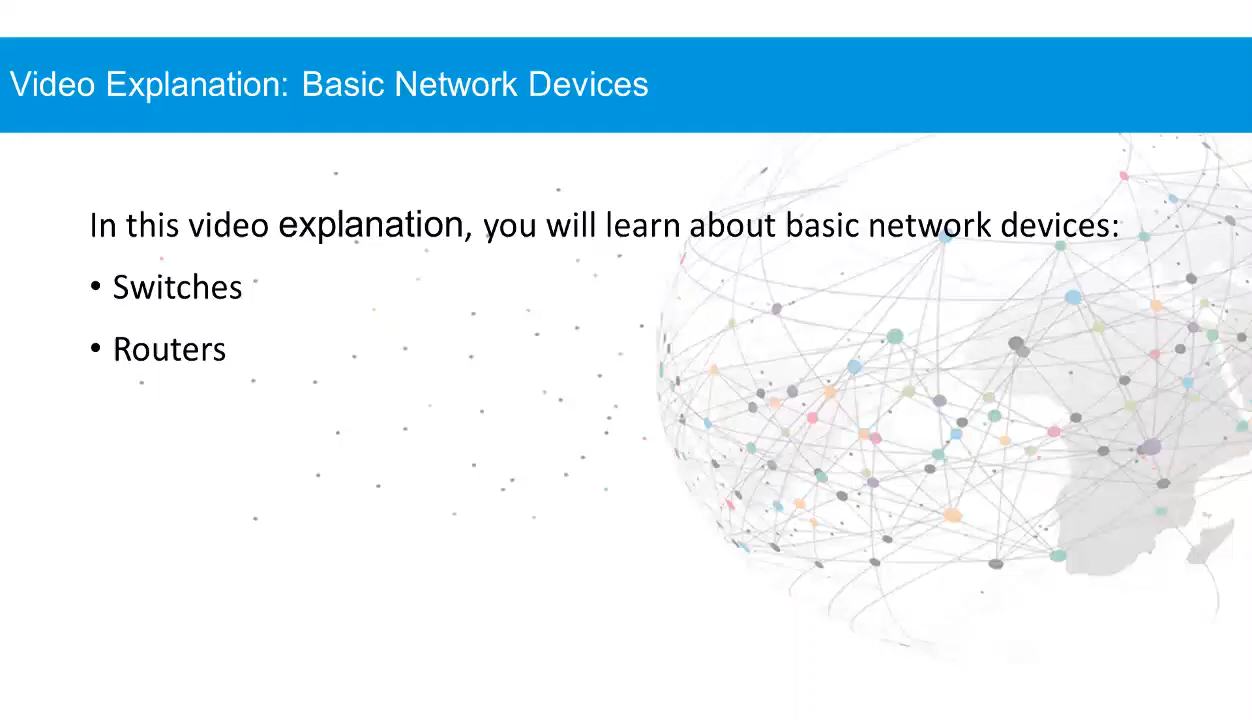 Video Explanation: Basic Network Devices
In this video explanation, you will learn about basic network devices:
• Switches
• Routers